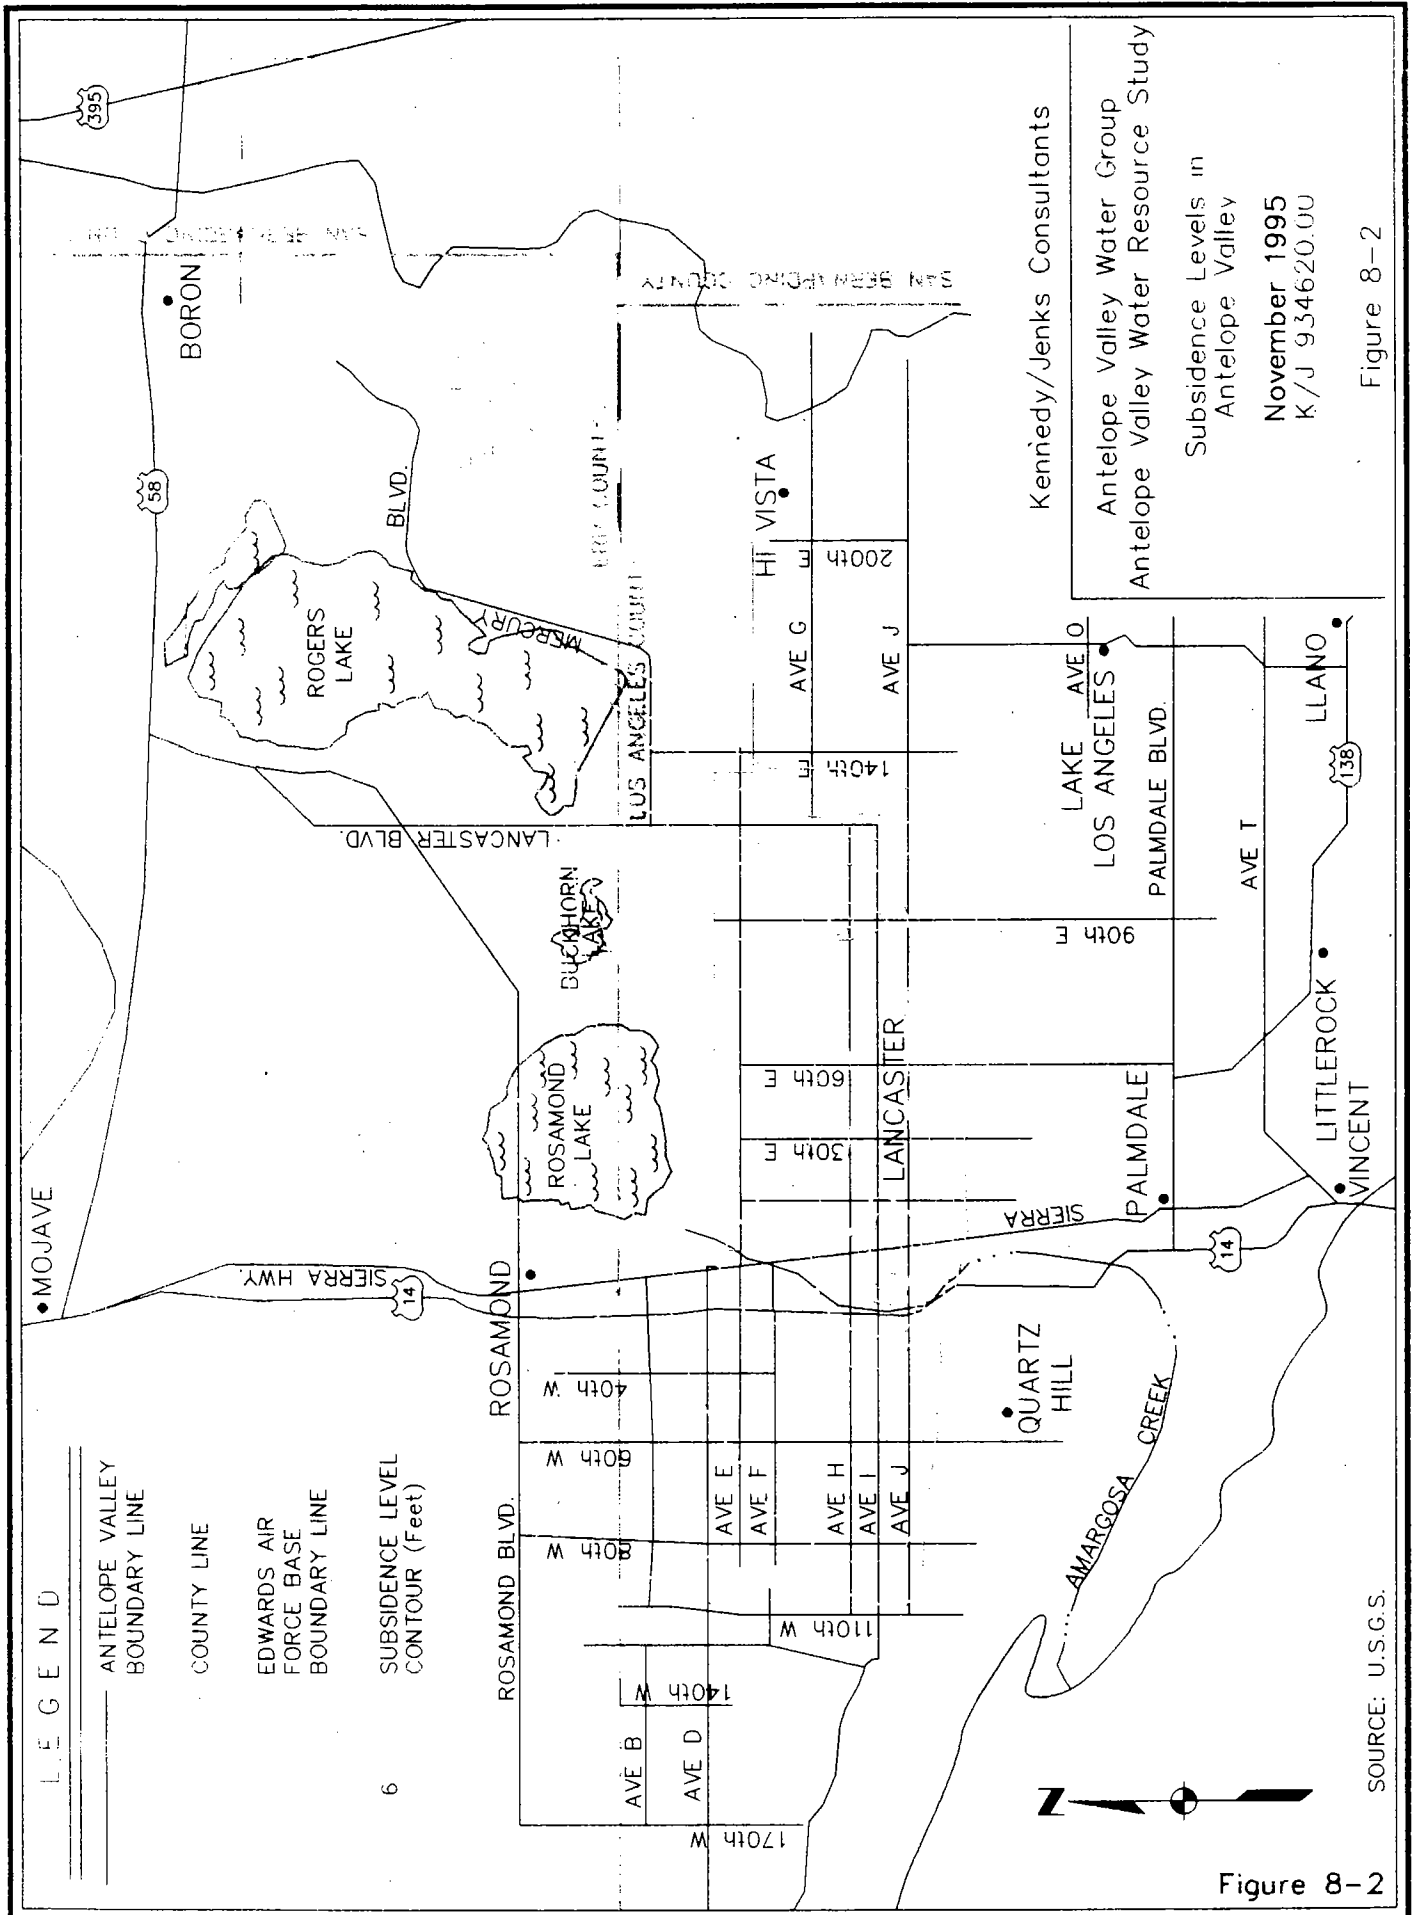 LEGEND
ANTELOPE VALLEY
BOUNDARY LINE
COUNTY LINE
EDWARDS AIR
FORCE BASE
BOUNDARY LINE
6
SUBSIDENCE LEVEL
CONTOUR (Feet)
MOJAVE
58
BORON
395
SAN BERNARDINO
SIERRA HWY.
14
LANCASTER BLVD.
ROGERS
LAKE
BLVD.
MERCURY
ROSAMOND BLVD.
ROSAMOND
ROSAMOND
LAKE
BUCKHORN
LAKE
LOS ANGELES
SAN BERNARDINO COUNTY
40th W
60th W
80th W
110th W
140th W
170th W
AVE B
AVE D
AVE E
AVE F
AVE H
AVE I
AVE J
30th E
60th E
90th E
140th E
200th E
HI VISTA
AVE G
AVE J
LANCASTER
QUARTZ
HILL
SIERRA
AMARGOSA CREEK
PALMDALE
14
LAKE
LOS ANGELES
AVE O
PALMDALE BLVD.
AVE T
LITTLEROCK
VINCENT
LLANO
138
N
SOURCE: U.S.G.S.
Kennedy/Jenks Consultants
Antelope Valley Water Group
Antelope Valley Water Resource Study
Subsidence Levels in
Antelope Valley
November 1995
K/J 934620.00
Figure 8-2
Figure 8-2